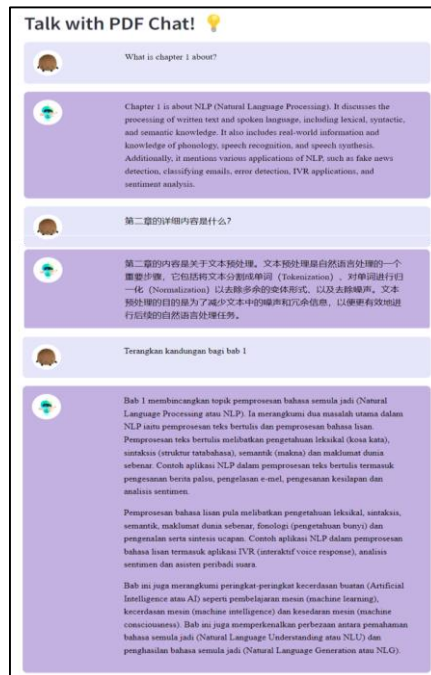 Talk with PDF Chat! 💡
What is chapter 1 about?
Chapter 1 is about NLP (Natural Language Processing). It discusses the
processing of written text and spoken language, including lexical, syntactic,
and semantic knowledge. It also includes real-world information and
knowledge of phonology, speech recognition, and speech synthesis.
Additionally, it mentions various applications of NLP, such as fake news
detection, classifying emails, error detection, IVR applications, and
sentiment analysis.
第二章的详细内容是什么?
第二章的内容是关于文本预处理。文本预处理是自然语言处理的一个
重要步骤，它包括将文本分割成单词（Tokenization）、对单词进行归
一化（Normalization）以去除多余的变体形式，以及去除噪声。文本
预处理的目的是为了减少文本中的噪声和冗余信息，以便更有效地进
行后续的自然语言处理任务。
Terangkan kandungan bagi bab 1
Bab 1 membincangkan topik pemprosesan bahasa semula jadi (Natural
Language Processing atau NLP). Ia merangkumi dua masalah utama dalam
NLP iaitu pemprosesan teks bertulis dan pemprosesan bahasa lisan.
Pemprosesan teks bertulis melibatkan pengetahuan leksikal (kosa kata),
sintaksis (struktur tatabahasa), semantik (makna) dan maklumat dunia
sebenar. Contoh aplikasi NLP dalam pemprosesan teks bertulis termasuk
pengesanan berita palsu, pengelasan e-mel, pengesanan kesilapan dan
analisis sentimen.
Pemprosesan bahasa lisan pula melibatkan pengetahuan leksikal, sintaksis,
semantik, maklumat dunia sebenar, fonologi (pengetahuan bunyi) dan
pengenalan serta sintesis ucapan. Contoh aplikasi NLP dalam pemprosesan
bahasa lisan termasuk aplikasi IVR (interaktif voice response), analisis
sentimen dan asisten peribadi suara.
Bab ini juga merangkumi peringkat-peringkat kecerdasan buatan (Artificial
Intelligence atau AI) seperti pembelajaran mesin (machine learning),
kecerdasan mesin (machine intelligence) dan kesedaran mesin (machine
consciousness). Bab ini juga memperkenalkan perbezaan antara pemahaman
bahasa semula jadi (Natural Language Understanding atau NLU) dan
penghasilan bahasa semula jadi (Natural Language Generation atau NLG).